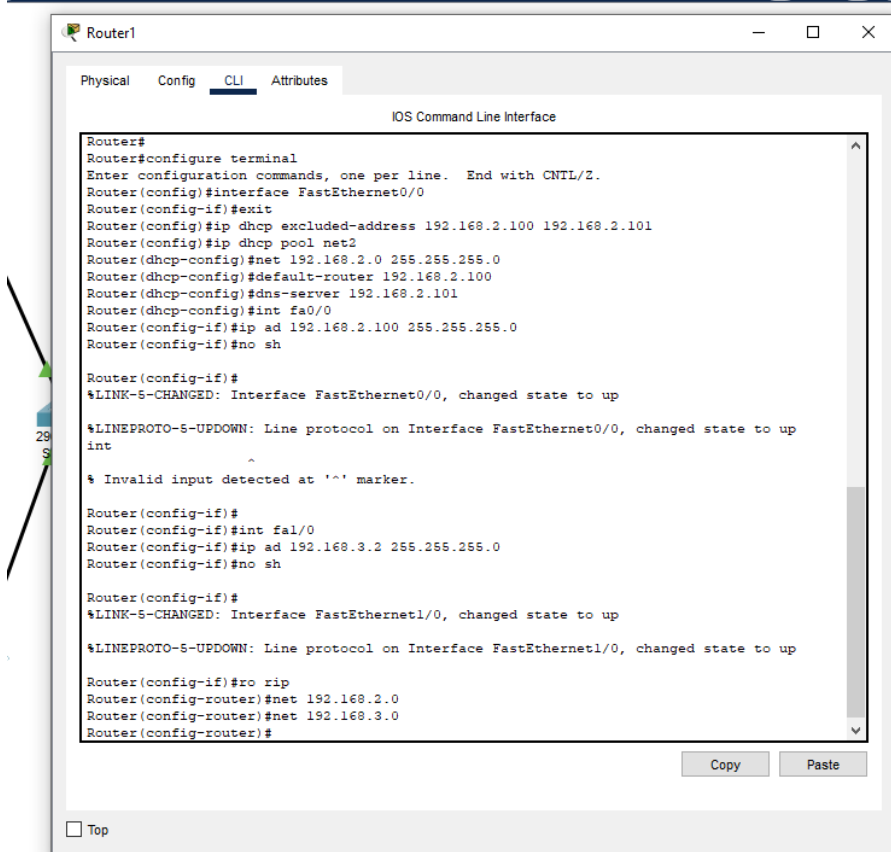 Router1
Physical Config CLI Attributes
IOS Command Line Interface
Router#
Router#configure terminal
Enter configuration commands, one per line. End with CNTL/Z.
Router(config)#interface FastEthernet0/0
Router(config-if)#exit
Router(config)#ip dhcp excluded-address 192.168.2.100 192.168.2.101
Router(config)#ip dhcp pool net2
Router(dhcp-config)#net 192.168.2.0 255.255.255.0
Router(dhcp-config)#default-router 192.168.2.100
Router(dhcp-config)#dns-server 192.168.2.101
Router(dhcp-config)#int fa0/0
Router(config-if)#ip ad 192.168.2.100 255.255.255.0
Router(config-if)#no sh
Router(config-if)#
%LINK-5-CHANGED: Interface FastEthernet0/0, changed state to up
%LINEPROTO-5-UPDOWN: Line protocol on Interface FastEthernet0/0, changed state to up
int
^
% Invalid input detected at '^' marker.
Router(config-if)#
Router(config-if)#int fa1/0
Router(config-if)#ip ad 192.168.3.2 255.255.255.0
Router(config-if)#no sh
Router(config-if)#
%LINK-5-CHANGED: Interface FastEthernet1/0, changed state to up
%LINEPROTO-5-UPDOWN: Line protocol on Interface FastEthernet1/0, changed state to up
Router(config-if)#ro rip
Router(config-router)#net 192.168.2.0
Router(config-router)#net 192.168.3.0
Router(config-router)#
Copy Paste
Top